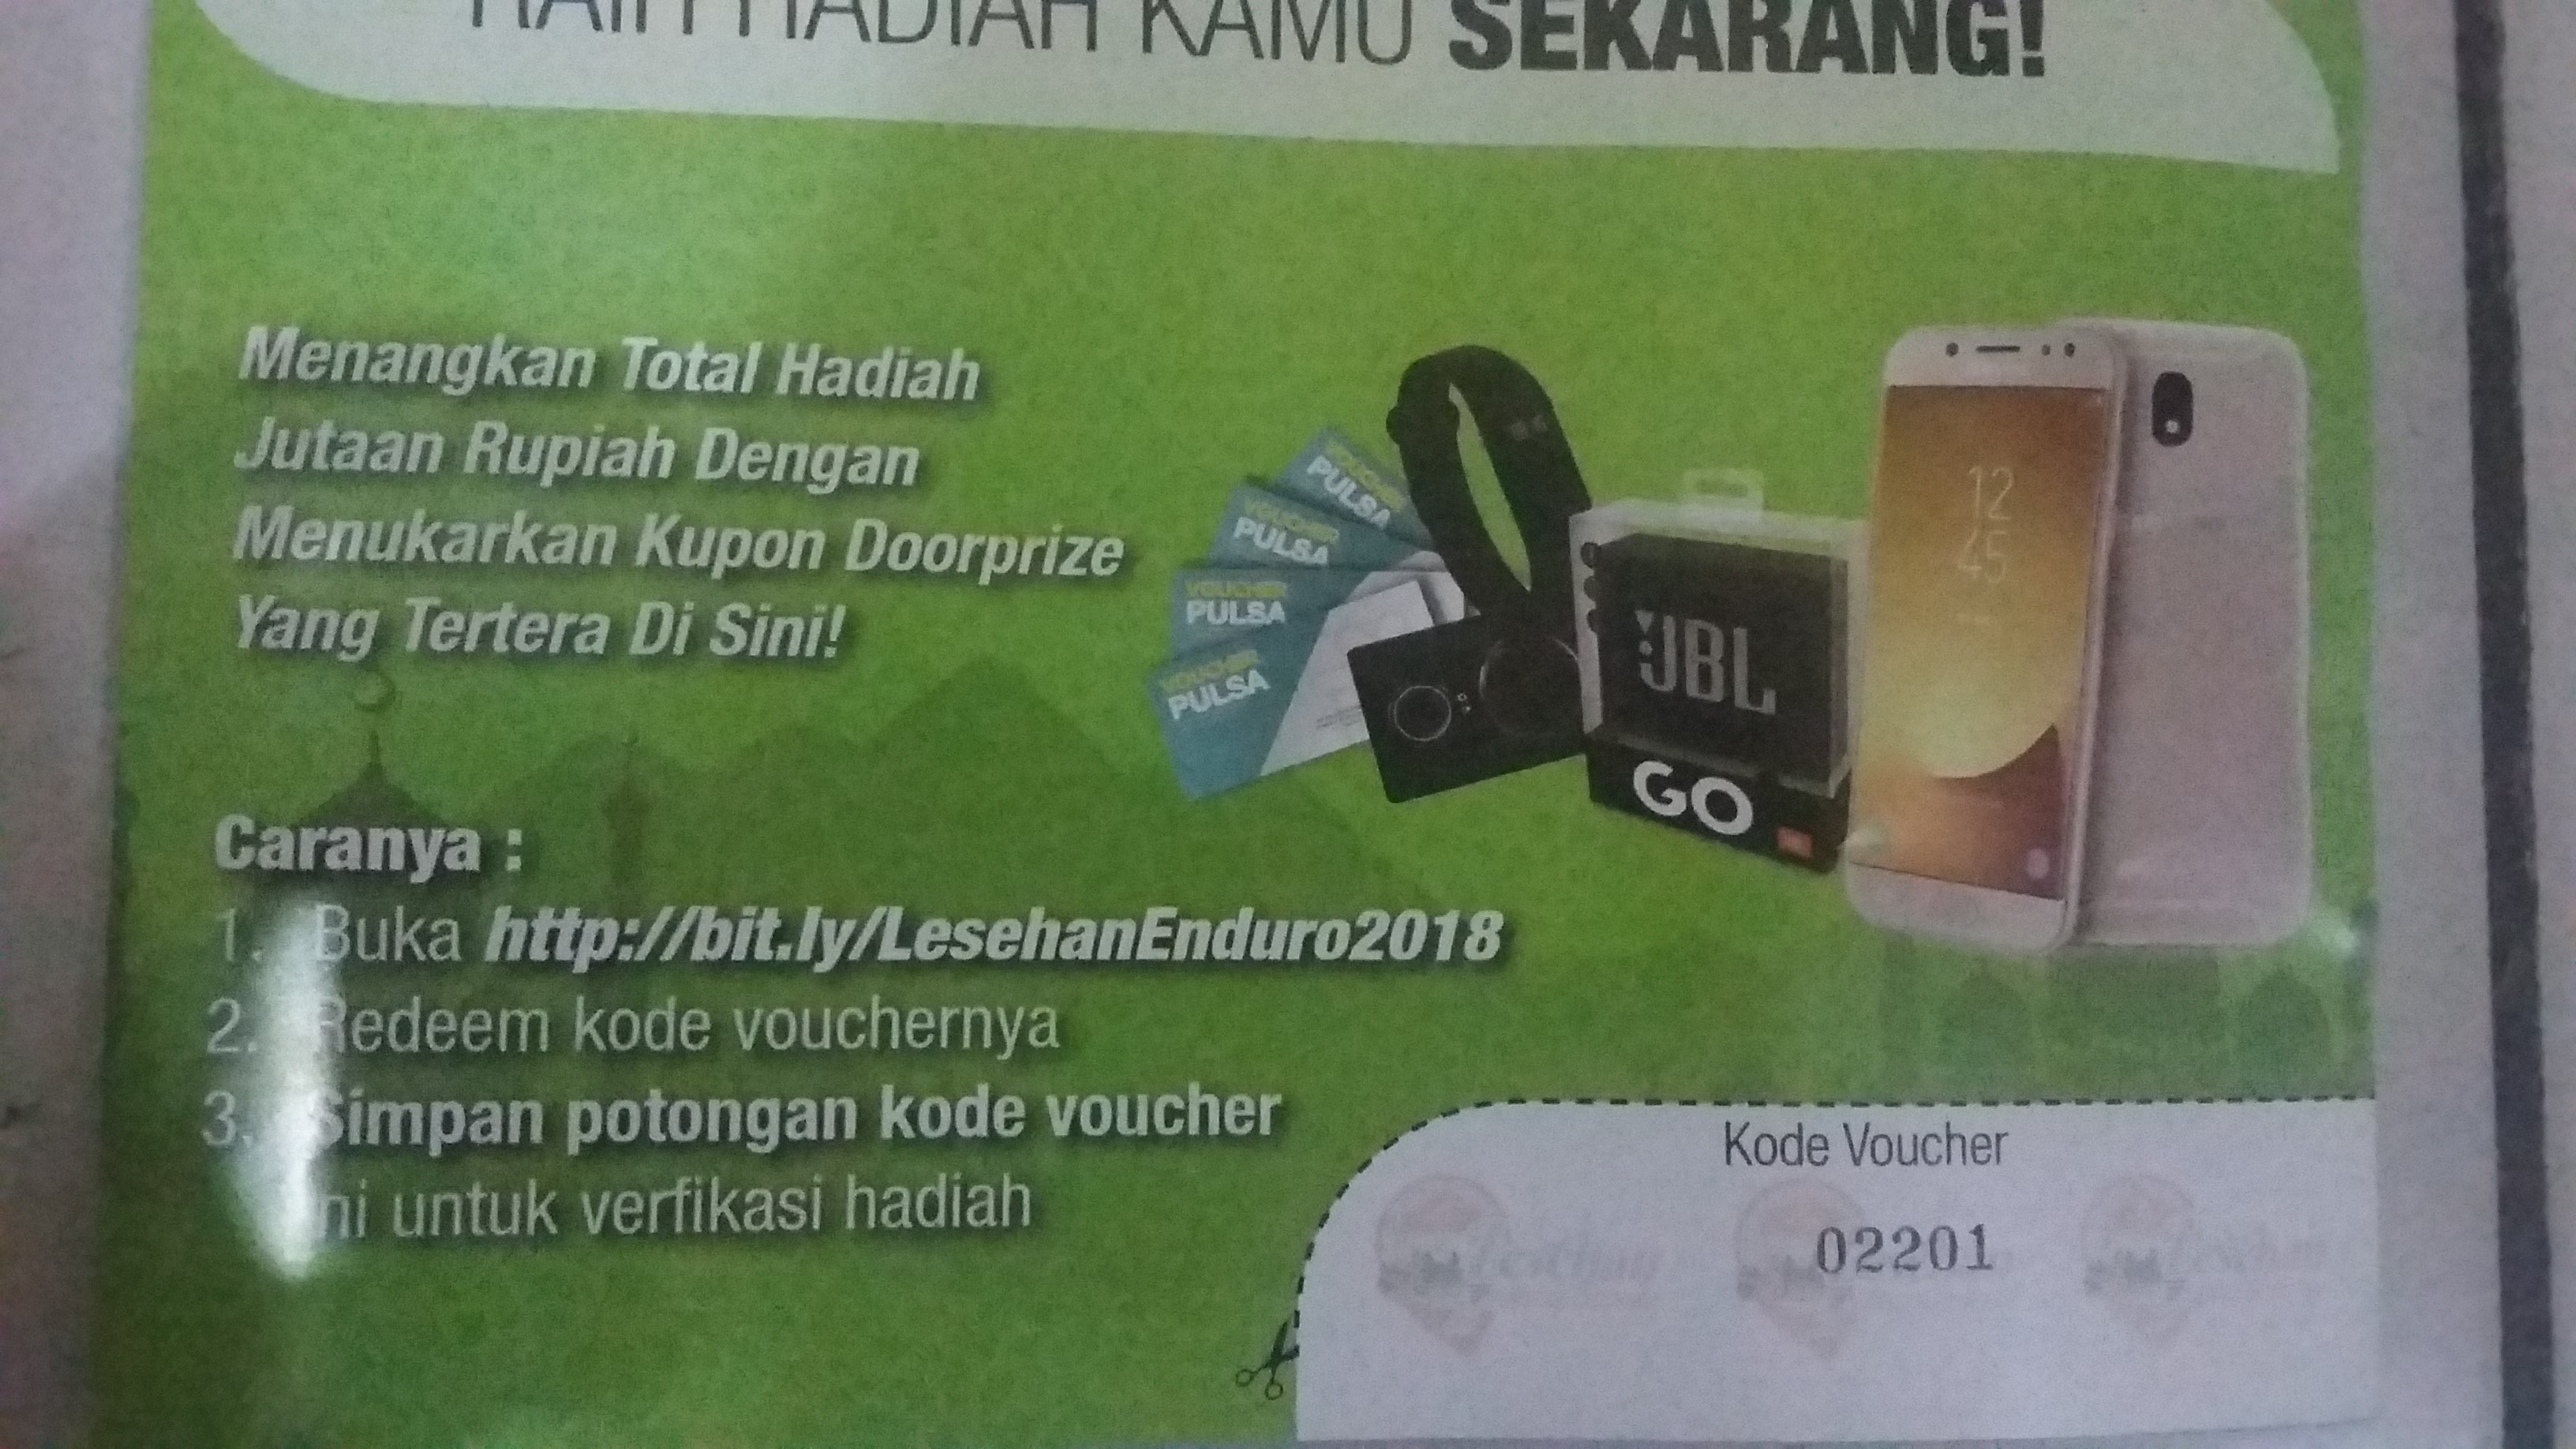 RAIH HADIAH KAMU SEKARANG!
Menangkan Total Hadiah
Jutaan Rupiah Dengan
Menukarkan Kupon Doorprize
Yang Tertera Di Sini!
VOUCHER
PULSA
VOUCHER
PULSA
VOUCHER
PULSA
VOUCHER
PULSA
JBL
GO
12
45
Caranya :
1. Buka http://bit.ly/LesehanEnduro2018
2. Redeem kode vouchernya
3. Simpan potongan kode voucher
ini untuk verfikasi hadiah
Kode Voucher
Lesehan
02201